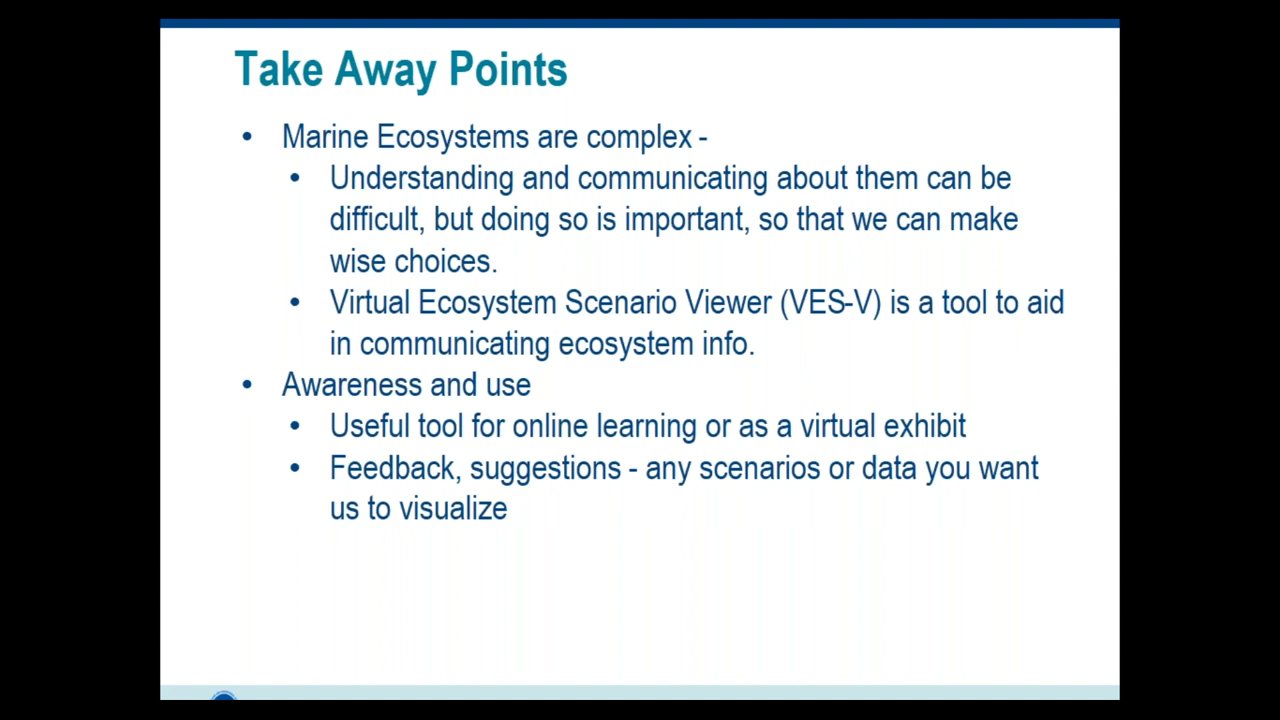 Take Away Points
• Marine Ecosystems are complex -
• Understanding and communicating about them can be
difficult, but doing so is important, so that we can make
wise choices.
• Virtual Ecosystem Scenario Viewer (VES-V) is a tool to aid
in communicating ecosystem info.
• Awareness and use
• Useful tool for online learning or as a virtual exhibit
• Feedback, suggestions - any scenarios or data you want
us to visualize